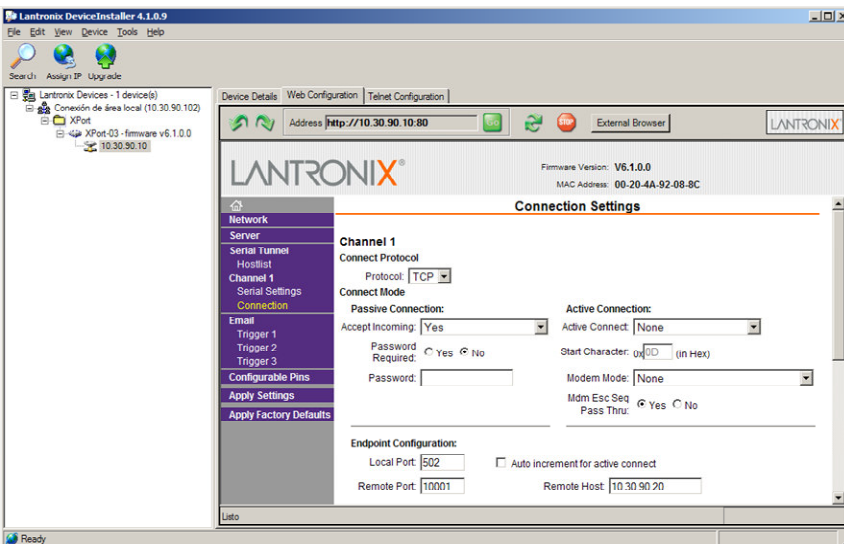 Lantronix DeviceInstaller 4.1.0.9
File Edit View Device Tools Help
Search Assign IP Upgrade
Lantronix Devices - 1 device(s)
Conexión de área local (10.30.90.102)
XPort
XPort-03 - firmware v6.1.0.0
10.30.90.10
Device Details Web Configuration Telnet Configuration
Address http://10.30.90.10:80 Go STOP External Browser LANTRONIX
LANTRONIX®
Firmware Version: V6.1.0.0
MAC Address: 00-20-4A-92-08-8C
Network
Server
Serial Tunnel
Hostlist
Channel 1
Serial Settings
Connection
Email
Trigger 1
Trigger 2
Trigger 3
Configurable Pins
Apply Settings
Apply Factory Defaults
Connection Settings
Channel 1
Connect Protocol
Protocol: TCP
Connect Mode
Passive Connection: Active Connection:
Accept Incoming: Yes Active Connect: None
Password Required: Yes No Start Character: 0x 0D (in Hex)
Password: Modem Mode: None
Mdm Esc Seq Pass Thru: Yes No
Endpoint Configuration:
Local Port: 502 Auto increment for active connect
Remote Port: 10001 Remote Host: 10.30.90.20
Listo
Ready